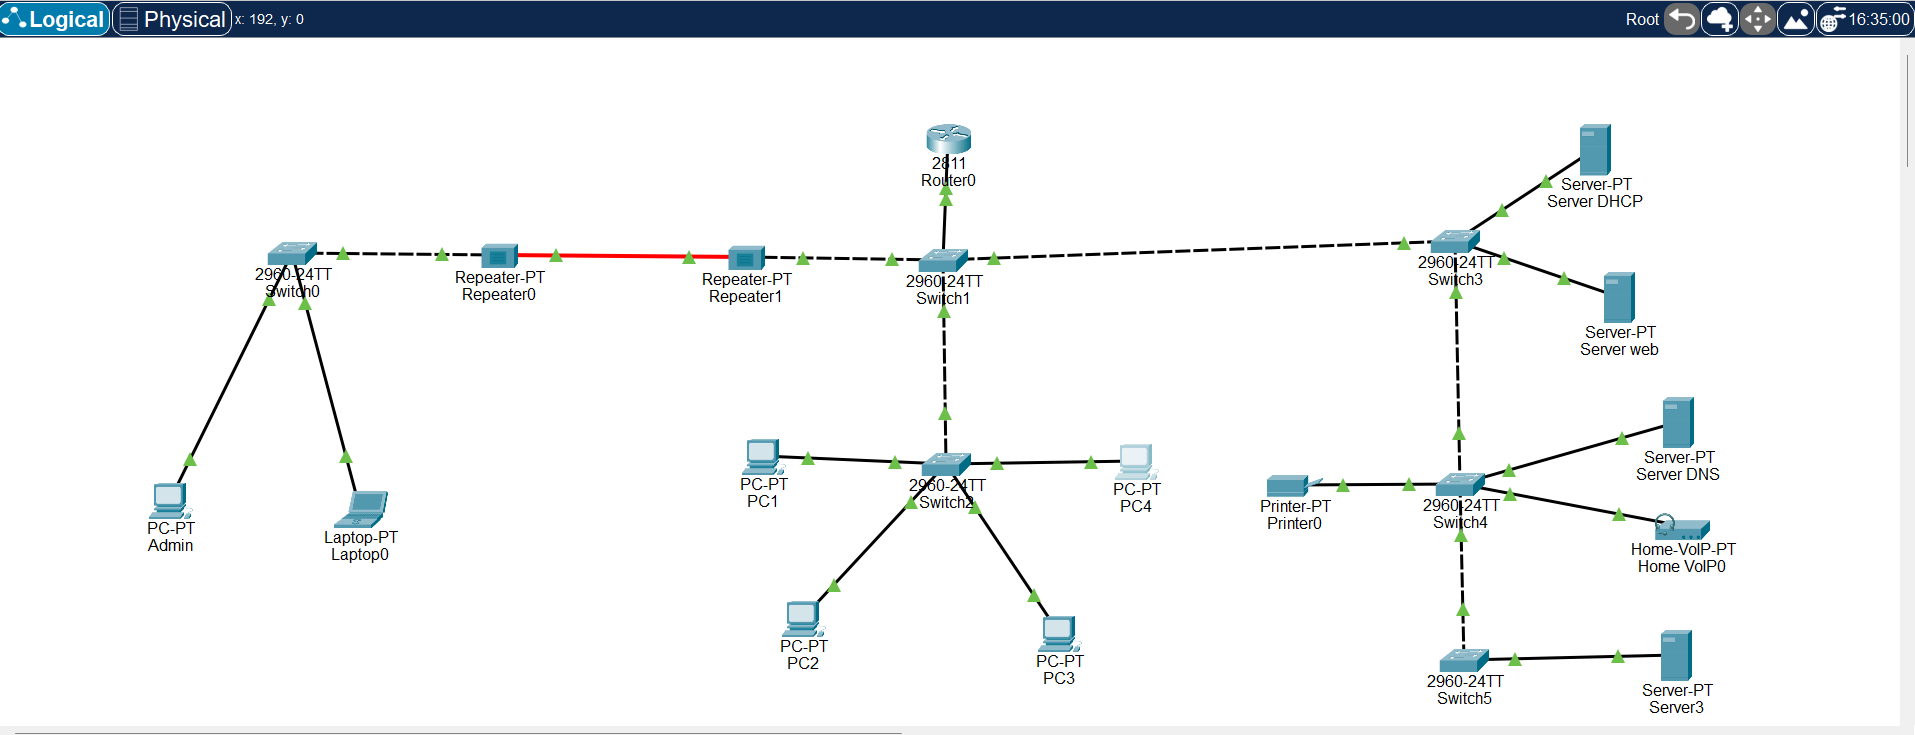 Logical
Physical
x: 192, y: 0
Root
16:35:00
2811
Router0
Server-PT
Server DHCP
2960-24TT
Switch0
Repeater-PT
Repeater0
Repeater-PT
Repeater1
2960-24TT
Switch1
2960-24TT
Switch3
Server-PT
Server web
PC-PT
Admin
Laptop-PT
Laptop0
PC-PT
PC1
2960-24TT
Switch2
PC-PT
PC4
Printer-PT
Printer0
2960-24TT
Switch4
Server-PT
Server DNS
Home-VoIP-PT
Home VoIP0
PC-PT
PC2
PC-PT
PC3
2960-24TT
Switch5
Server-PT
Server3